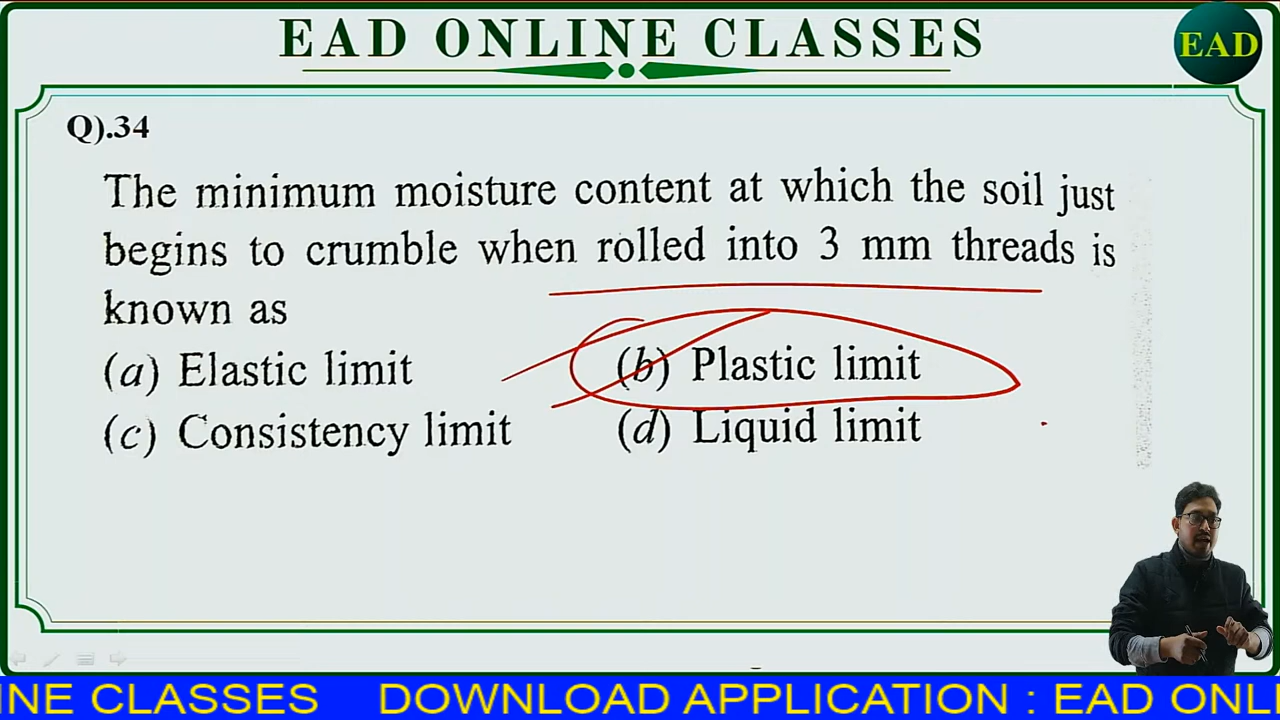 EAD ONLINE CLASSES
EAD
Q).34
The minimum moisture content at which the soil just
begins to crumble when rolled into 3 mm threads is
known as
(a) Elastic limit
(b) Plastic limit
(c) Consistency limit
(d) Liquid limit
INE CLASSES DOWNLOAD APPLICATION : EAD ONLI